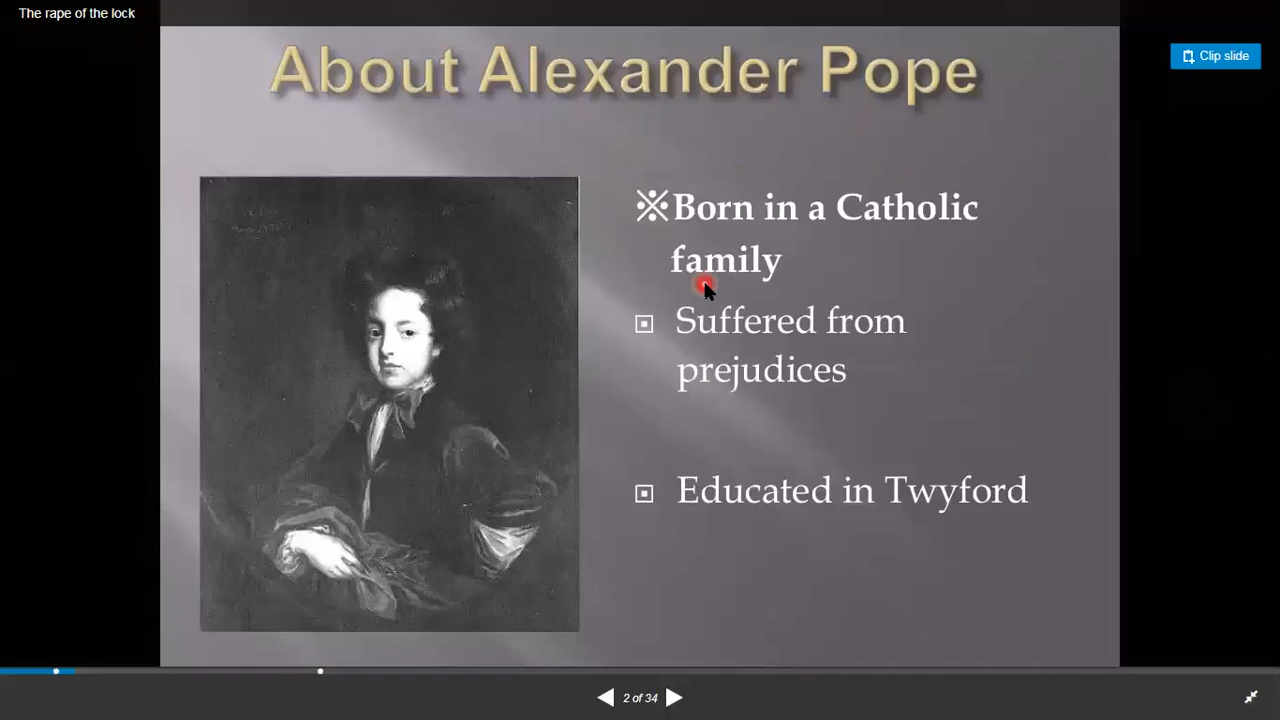 The rape of the lock
Clip slide
About Alexander Pope
※Born in a Catholic
family
Suffered from
prejudices
Educated in Twyford
2 of 34